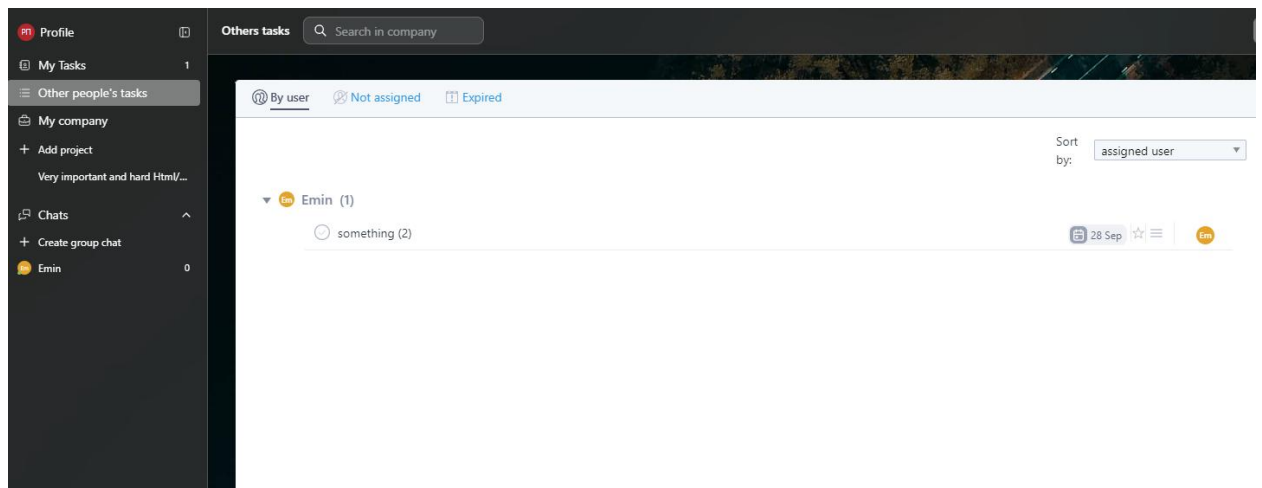 РП Profile
My Tasks 1
Other people's tasks
My company
+ Add project
Very important and hard Html/...
Chats
+ Create group chat
Em Emin 0
Others tasks Search in company
By user Not assigned Expired
Sort by: assigned user
Em Emin (1)
something (2) 28 Sep Em